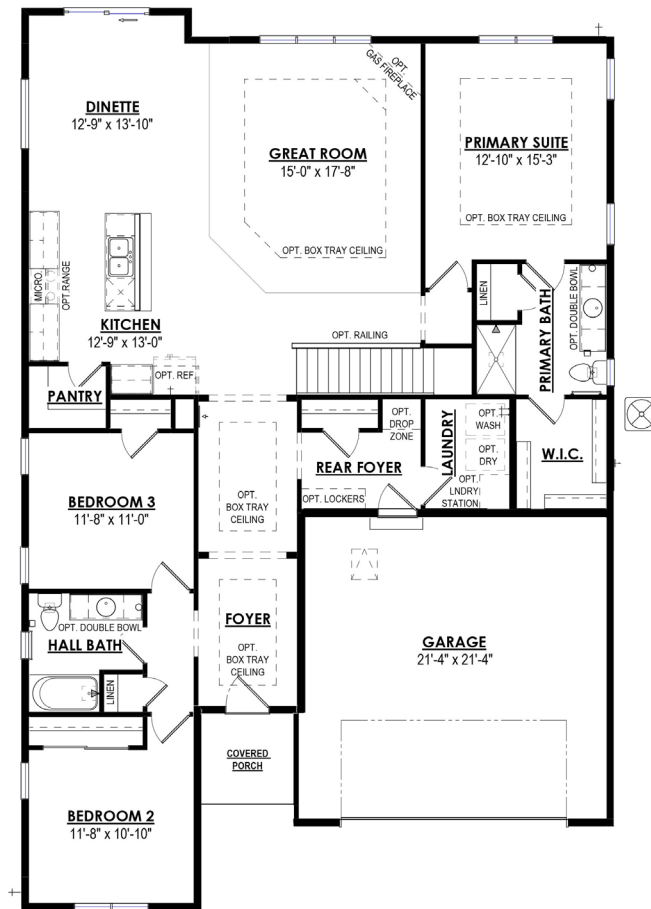 DINETTE
12'-9" x 13'-10"
OPT.
GAS FIREPLACE
GREAT ROOM
15'-0" x 17'-8"
OPT. BOX TRAY CEILING
PRIMARY SUITE
12'-10" x 15'-3"
OPT. BOX TRAY CEILING
MICRO.
OPT.RANGE
KITCHEN
12'-9" x 13'-0"
OPT. REF.
PANTRY
OPT. RAILING
LINEN
PRIMARY BATH
OPT. DOUBLE BOWL
W.I.C.
REAR FOYER
OPT.
DROP
ZONE
OPT. LOCKERS
LAUNDRY
OPT.
WASH
OPT.
DRY
OPT.
LNDRY
STATION
BEDROOM 3
11'-8" x 11'-0"
OPT.
BOX TRAY
CEILING
OPT. DOUBLE BOWL
HALL BATH
LINEN
FOYER
OPT.
BOX TRAY
CEILING
GARAGE
21'-4" x 21'-4"
COVERED
PORCH
BEDROOM 2
11'-8" x 10'-10"